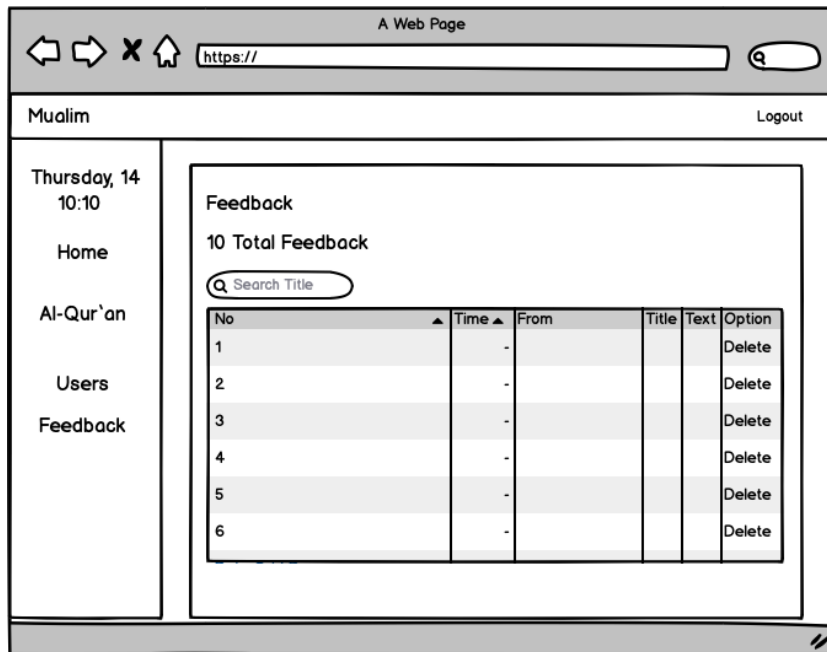 A Web Page
https://
Mualim
Logout
Thursday, 14
10:10
Home
Al-Qur`an
Users
Feedback
Feedback
10 Total Feedback
Search Title
No Time From Title Text Option
1 - Delete
2 - Delete
3 - Delete
4 - Delete
5 - Delete
6 - Delete